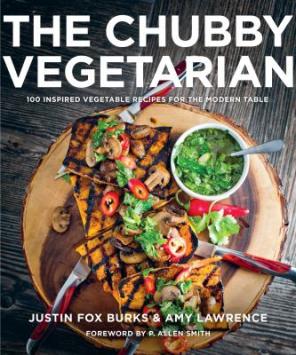 THE CHUBBY
VEGETARIAN
100 INSPIRED VEGETABLE RECIPES FOR THE MODERN TABLE
JUSTIN FOX BURKS & AMY LAWRENCE
FOREWORD BY P. ALLEN SMITH